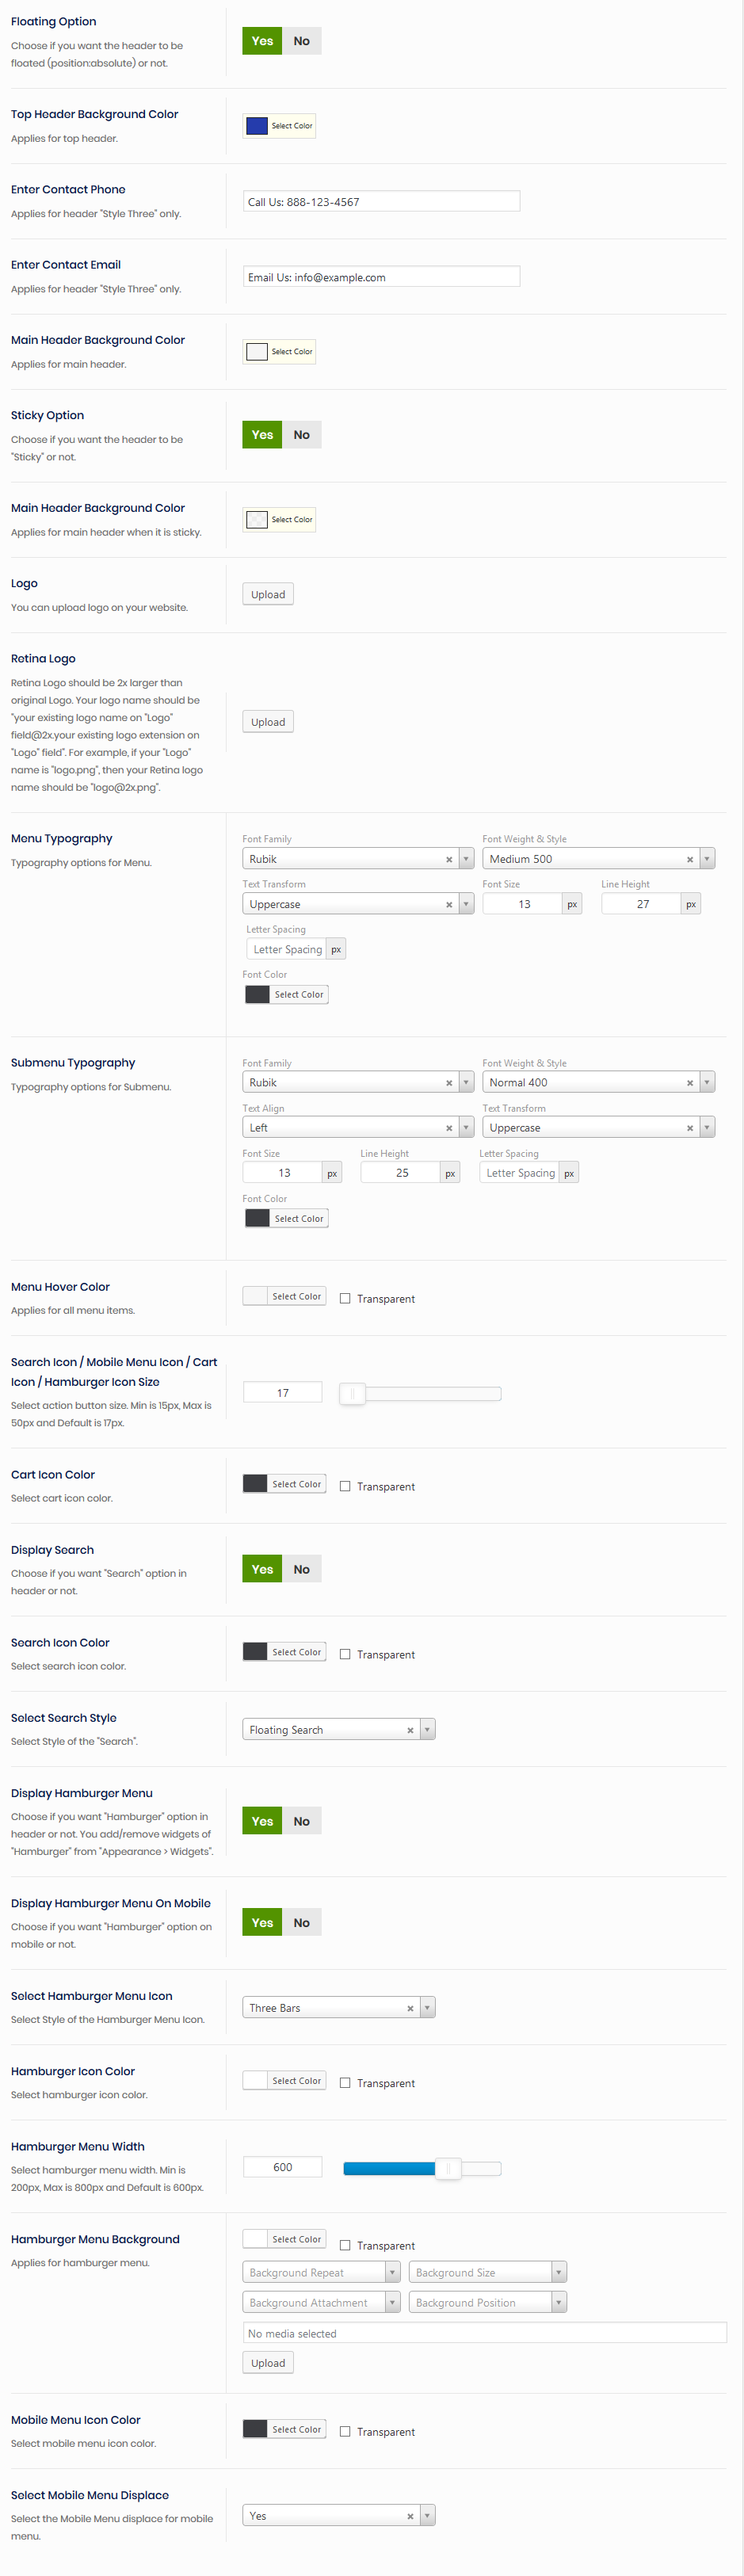 Floating Option
Choose if you want the header to be
floated (position:absolute) or not.
Yes No
Top Header Background Color
Applies for top header.
Select Color
Enter Contact Phone
Applies for header "Style Three" only.
Call Us: 888-123-4567
Enter Contact Email
Applies for header "Style Three" only.
Email Us: info@example.com
Main Header Background Color
Applies for main header.
Select Color
Sticky Option
Choose if you want the header to be
"Sticky" or not.
Yes No
Main Header Background Color
Applies for main header when it is sticky.
Select Color
Logo
You can upload logo on your website.
Upload
Retina Logo
Retina Logo should be 2x larger than
original Logo. Your logo name should be
"your existing logo name on "Logo"
field@2x.your existing logo extension on
"Logo" field". For example, if your "Logo"
name is "logo.png", then your Retina logo
name should be "logo@2x.png".
Upload
Menu Typography
Typography options for Menu.
Font Family Font Weight & Style
Rubik Medium 500
Text Transform Font Size Line Height
Uppercase 13 px 27 px
Letter Spacing
Letter Spacing px
Font Color
Select Color
Submenu Typography
Typography options for Submenu.
Font Family Font Weight & Style
Rubik Normal 400
Text Align Text Transform
Left Uppercase
Font Size Line Height Letter Spacing
13 px 25 px Letter Spacing px
Font Color
Select Color
Menu Hover Color
Applies for all menu items.
Select Color Transparent
Search Icon / Mobile Menu Icon / Cart
Icon / Hamburger Icon Size
Select action button size. Min is 15px, Max is
50px and Default is 17px.
17
Cart Icon Color
Select cart icon color.
Select Color Transparent
Display Search
Choose if you want "Search" option in
header or not.
Yes No
Search Icon Color
Select search icon color.
Select Color Transparent
Select Search Style
Select Style of the "Search".
Floating Search
Display Hamburger Menu
Choose if you want "Hamburger" option in
header or not. You add/remove widgets of
"Hamburger" from "Appearance > Widgets".
Yes No
Display Hamburger Menu On Mobile
Choose if you want "Hamburger" option on
mobile or not.
Yes No
Select Hamburger Menu Icon
Select Style of the Hamburger Menu Icon.
Three Bars
Hamburger Icon Color
Select hamburger icon color.
Select Color Transparent
Hamburger Menu Width
Select hamburger menu width. Min is
200px, Max is 800px and Default is 600px.
600
Hamburger Menu Background
Applies for hamburger menu.
Select Color Transparent
Background Repeat Background Size
Background Attachment Background Position
No media selected
Upload
Mobile Menu Icon Color
Select mobile menu icon color.
Select Color Transparent
Select Mobile Menu Displace
Select the Mobile Menu displace for mobile
menu.
Yes